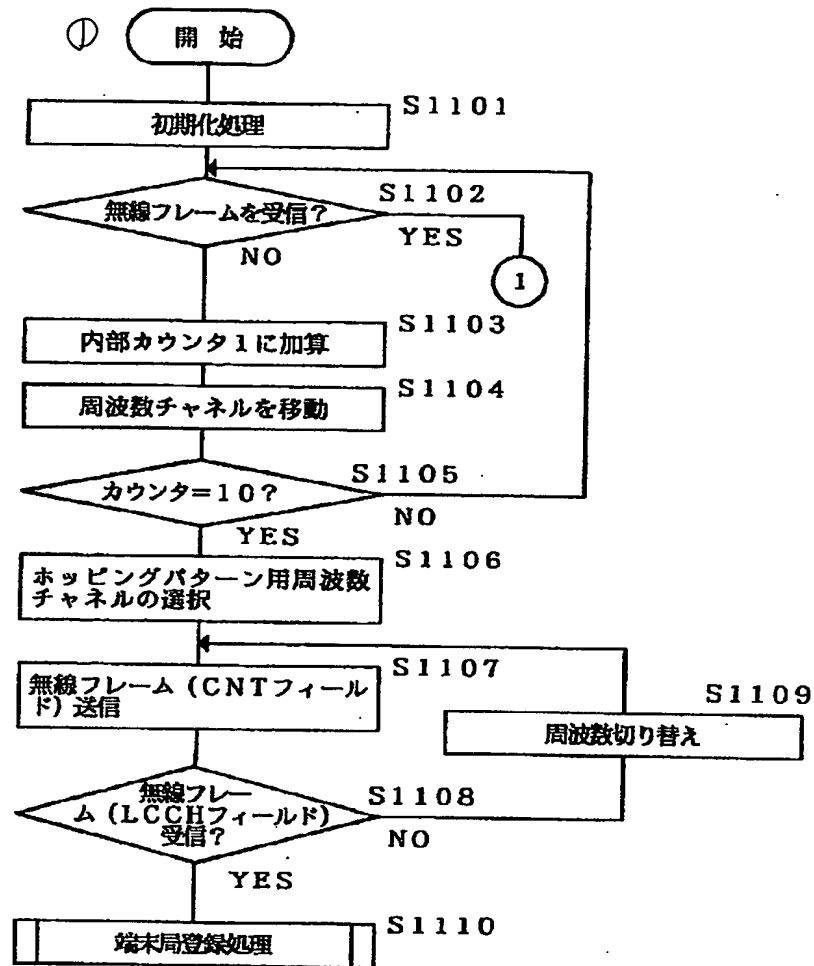 ①
開始
S1101
初期化処理
S1102
無線フレームを受信?
YES
NO
1
S1103
内部カウンタ1に加算
S1104
周波数チャネルを移動
S1105
カウンタ=10?
NO
YES
S1106
ホッピングパターン用周波数
チャネルの選択
S1107
無線フレーム(CNTフィール
ド)送信
S1109
周波数切り替え
無線フレー
ム(LCCHフィールド)
受信?
S1108
NO
YES
S1110
端末局登録処理